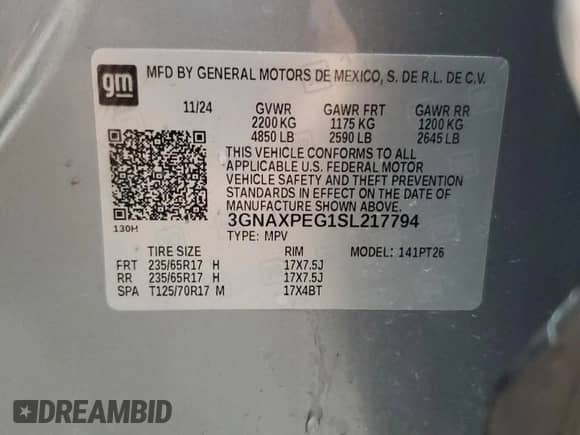 gm MFD BY GENERAL MOTORS DE MEXICO, S. DE R.L. DE C.V.
11/24 GVWR GAWR FRT GAWR RR
2200 KG 1175 KG 1200 KG
4850 LB 2590 LB 2645 LB
THIS VEHICLE CONFORMS TO ALL
APPLICABLE U.S. FEDERAL MOTOR
VEHICLE SAFETY AND THEFT PREVENTION
STANDARDS IN EFFECT ON THE DATE OF
MANUFACTURE SHOWN ABOVE.
130H 3GNAXPEG1SL217794
TYPE: MPV
TIRE SIZE RIM MODEL: 141PT26
FRT 235/65R17 H 17X7.5J
RR 235/65R17 H 17X7.5J
SPA T125/70R17 M 17X4BT
DREAMBID